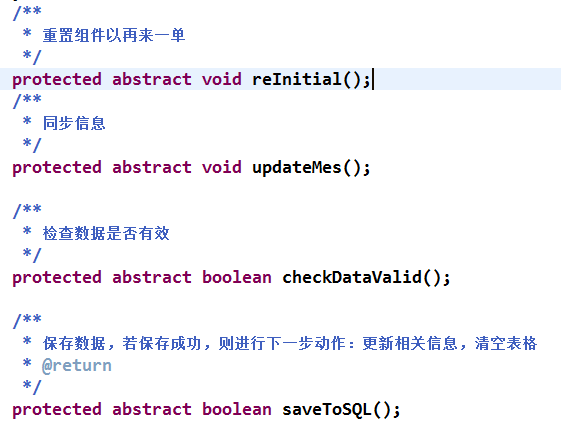 /**
* 重置组件以再来一单
*/
protected abstract void reInitial();
/**
* 同步信息
*/
protected abstract void updateMes();
/**
* 检查数据是否有效
*/
protected abstract boolean checkDataValid();
/**
* 保存数据，若保存成功，则进行下一步动作：更新相关信息，清空表格
* @return
*/
protected abstract boolean saveToSQL();